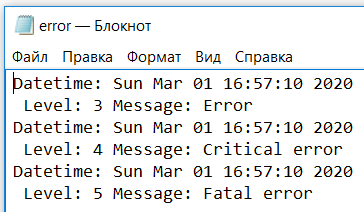 error — Блокнот
Файл Правка Формат Вид Справка
Datetime: Sun Mar 01 16:57:10 2020
Level: 3 Message: Error
Datetime: Sun Mar 01 16:57:10 2020
Level: 4 Message: Critical error
Datetime: Sun Mar 01 16:57:10 2020
Level: 5 Message: Fatal error